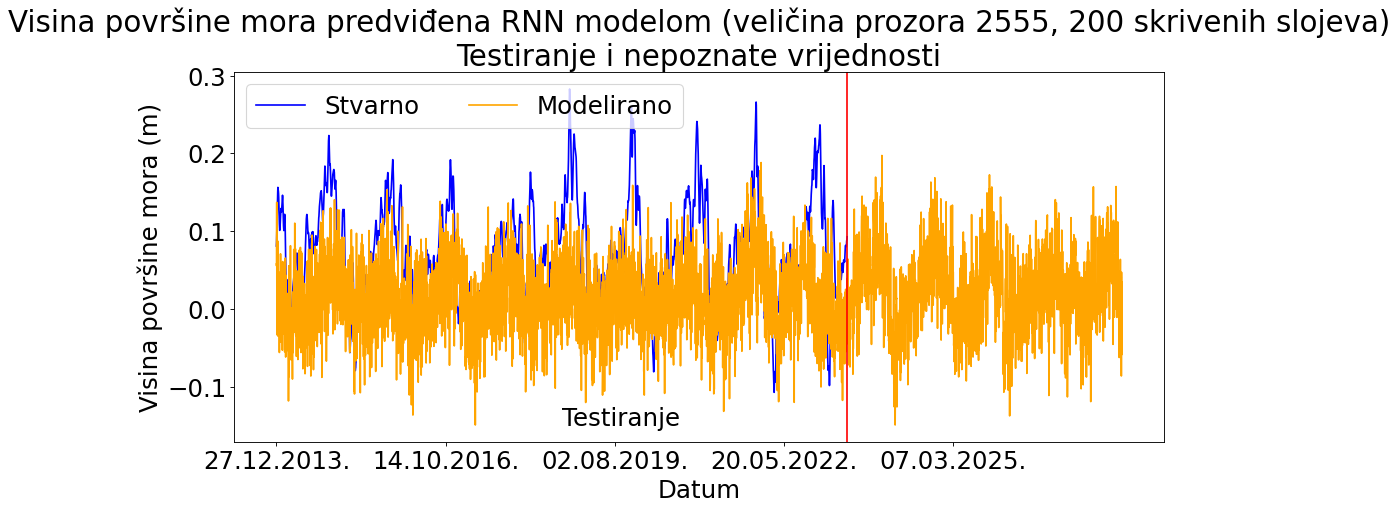 Visina površine mora predviđena RNN modelom (veličina prozora 2555, 200 skrivenih slojeva)
Testiranje i nepoznate vrijednosti
Stvarno Modelirano
Visina površine mora (m)
0.3
0.2
0.1
0.0
−0.1
Testiranje
27.12.2013. 14.10.2016. 02.08.2019. 20.05.2022. 07.03.2025.
Datum